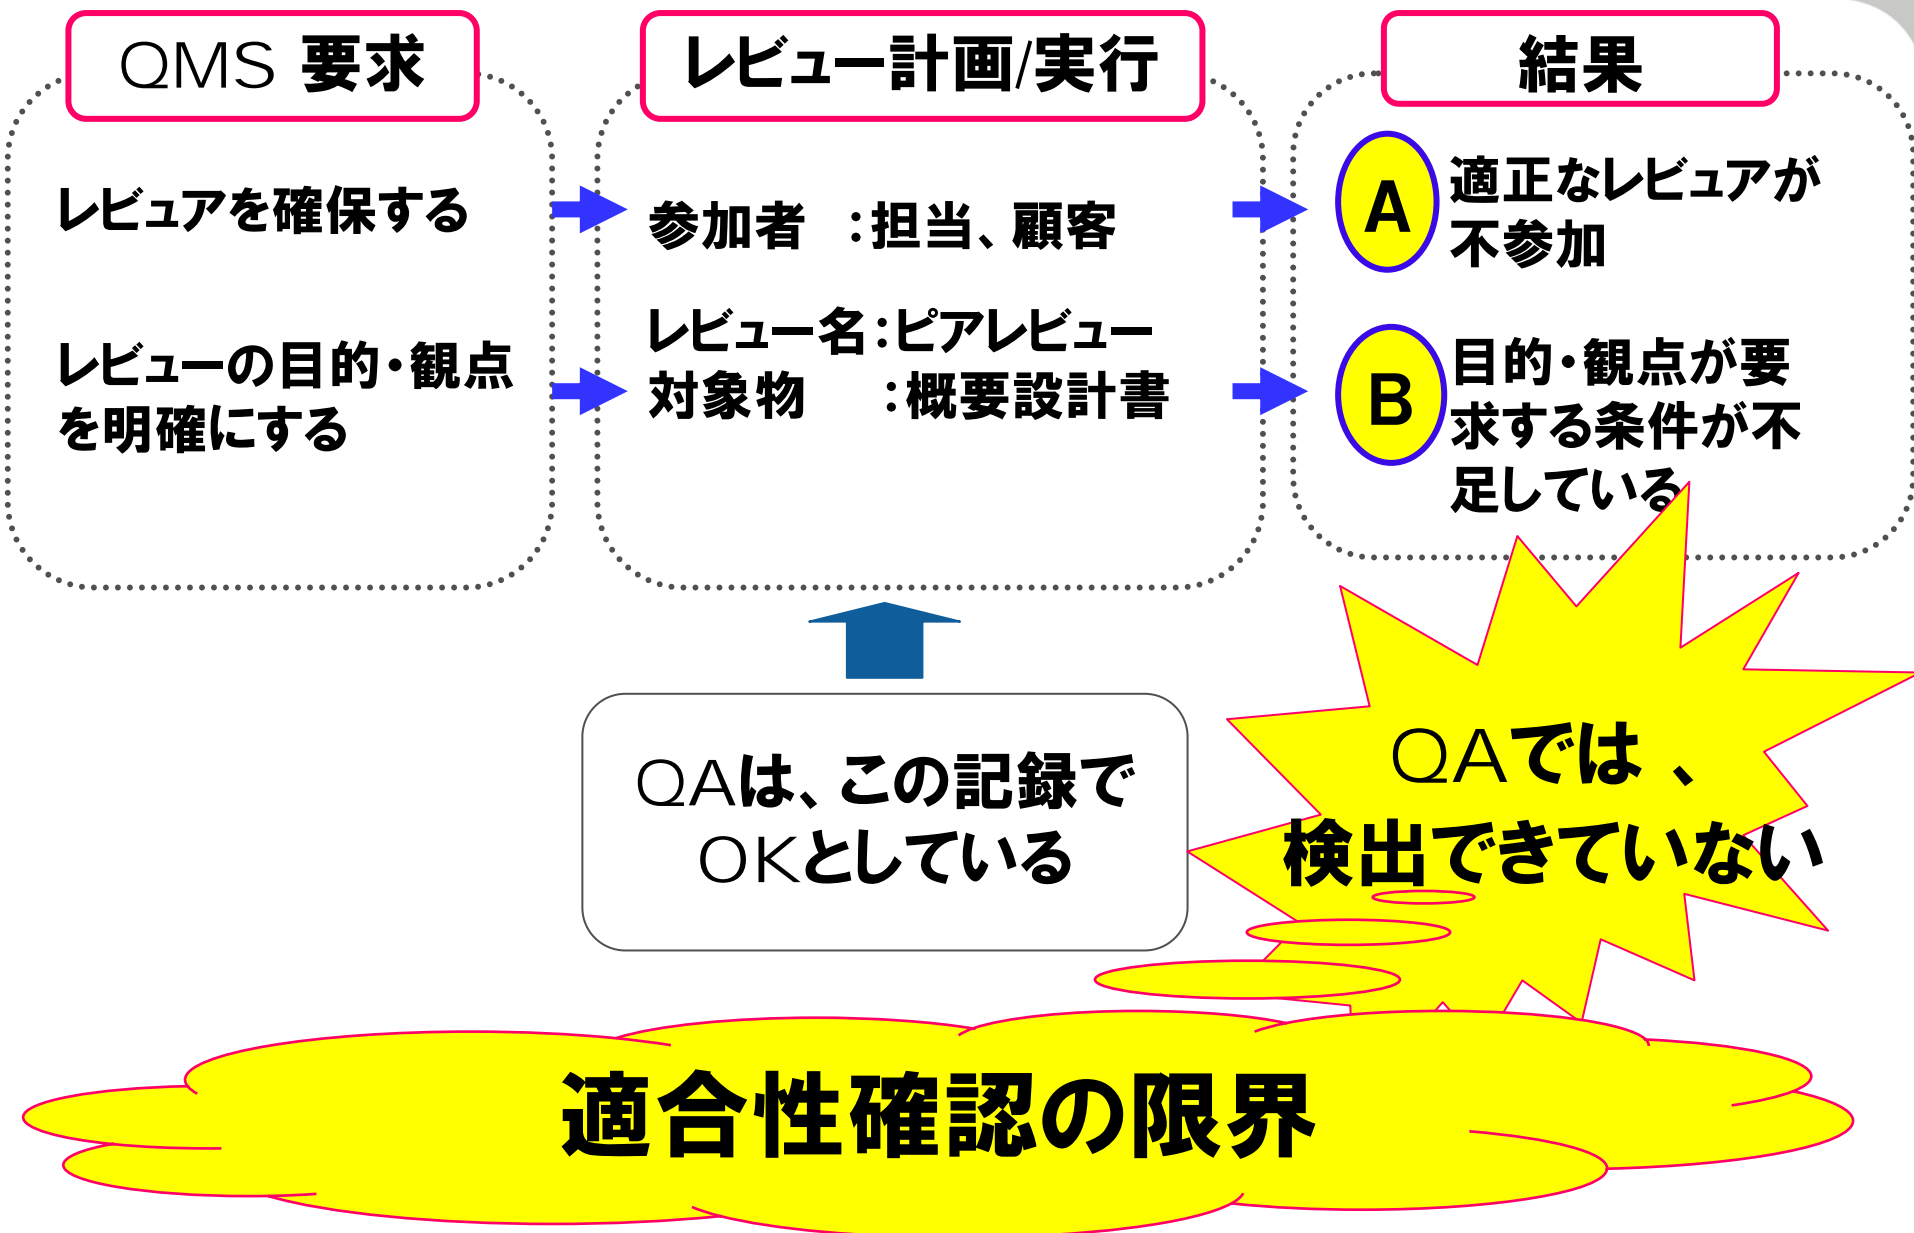 QMS 要求
レビュアを確保する
レビューの目的・観点
を明確にする
レビュー計画/実行
参加者 :担当、顧客
レビュー名:ピアレビュー
対象物 :概要設計書
結果
A
適正なレビュアが
不参加
B
目的・観点が要
求する条件が不
足している
QAは、この記録で
OKとしている
QAでは 、
検出できていない
適合性確認の限界